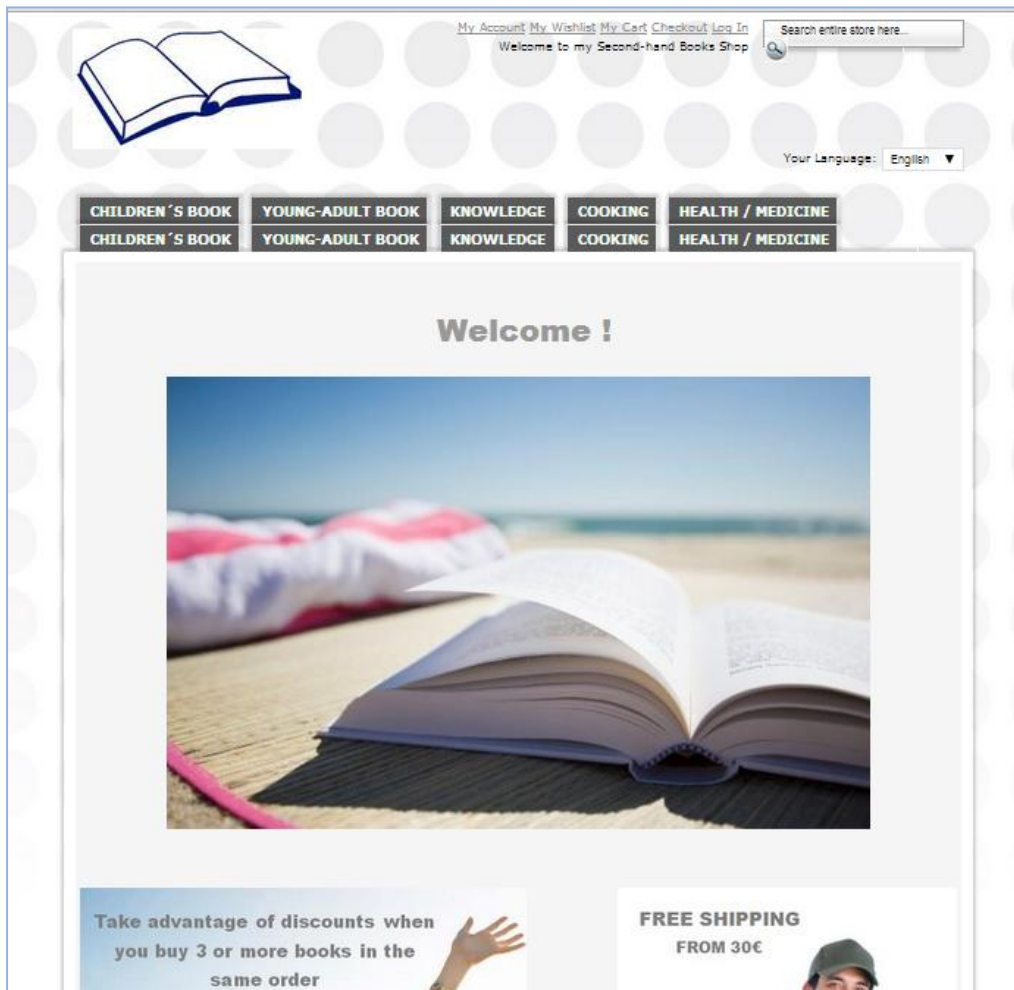 My Account My Wishlist My Cart Checkout Log In
Search entire store here...
Welcome to my Second-hand Books Shop
Your Language: English ▼
CHILDREN´S BOOK YOUNG-ADULT BOOK KNOWLEDGE COOKING HEALTH / MEDICINE
CHILDREN´S BOOK YOUNG-ADULT BOOK KNOWLEDGE COOKING HEALTH / MEDICINE
Welcome !
Take advantage of discounts when
you buy 3 or more books in the
same order
FREE SHIPPING
FROM 30€